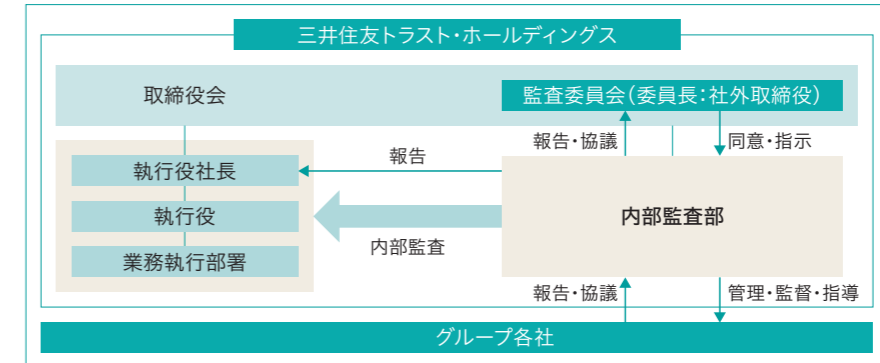 三井住友トラスト・ホールディングス
取締役会
監査委員会(委員長:社外取締役)
報告・協議
同意・指示
報告
執行役社長
執行役
内部監査部
内部監査
業務執行部署
報告・協議
管理・監督・指導
グループ各社